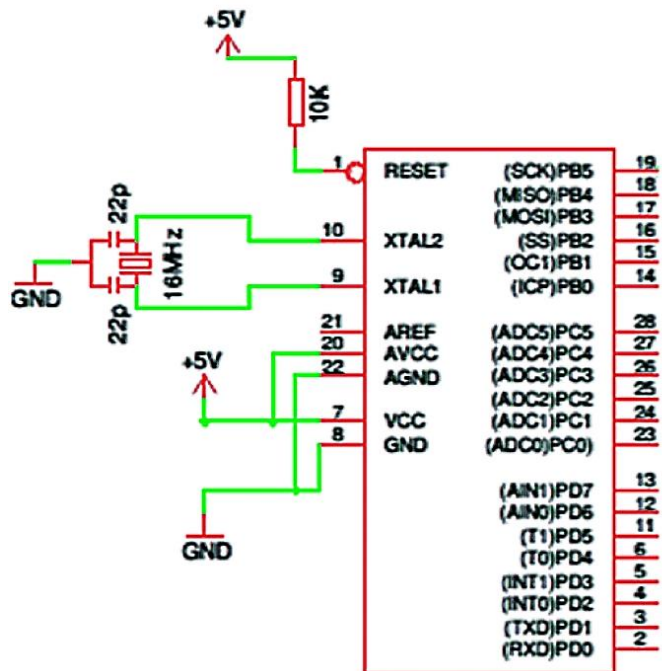 +5V
10K
1 RESET (SCK)PB5 19
(MISO)PB4 18
(MOSI)PB3 17
22p
10 XTAL2 (SS)PB2 16
(OC1)PB1 15
16MHz
GND
9 XTAL1 (ICP)PB0 14
22p
21 AREF (ADC5)PC5 28
20 AVCC (ADC4)PC4 27
22 AGND (ADC3)PC3 26
+5V
(ADC2)PC2 25
7 VCC (ADC1)PC1 24
8 GND (ADC0)PC0) 23
(AIN1)PD7 13
(AIN0)PD6 12
(T1)PD5 11
GND
(T0)PD4 6
(INT1)PD3 5
(INT0)PD2 4
(TXD)PD1 3
(RXD)PD0 2